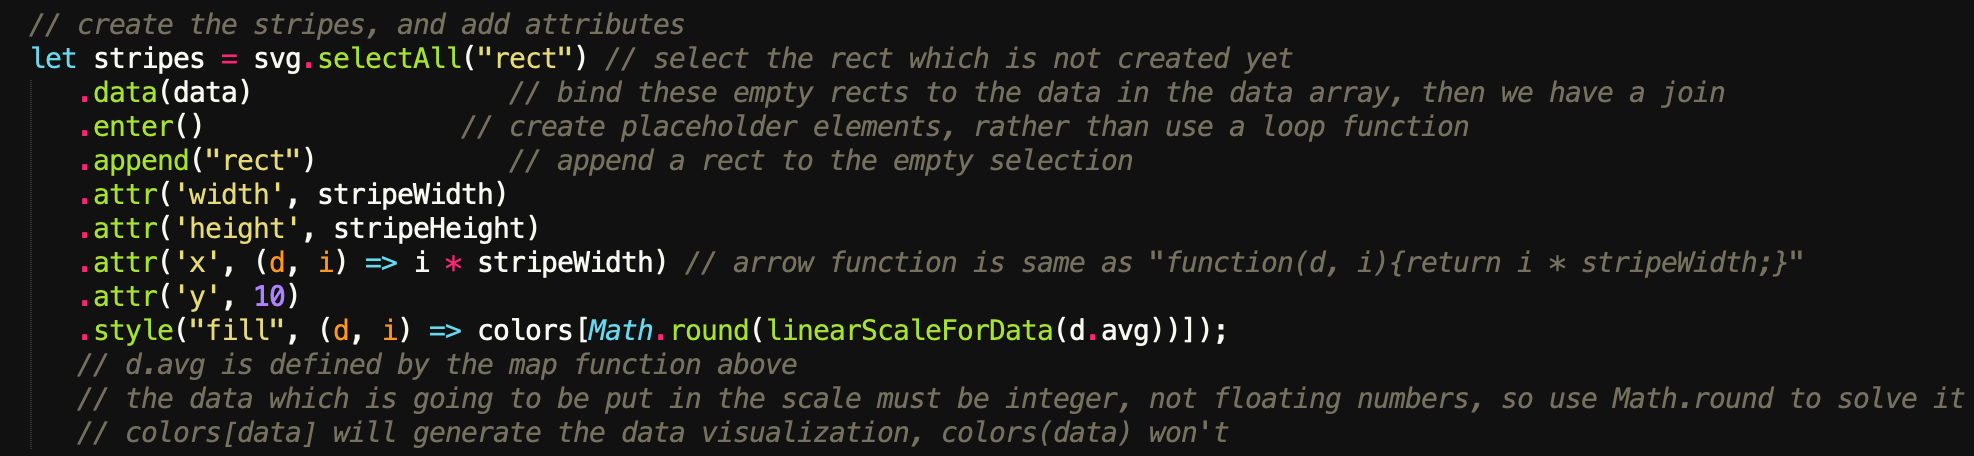 // create the stripes, and add attributes
let stripes = svg.selectAll("rect") // select the rect which is not created yet
.data(data) // bind these empty rects to the data in the data array, then we have a join
.enter() // create placeholder elements, rather than use a loop function
.append("rect") // append a rect to the empty selection
.attr('width', stripeWidth)
.attr('height', stripeHeight)
.attr('x', (d, i) => i * stripeWidth) // arrow function is same as "function(d, i){return i * stripeWidth;}"
.attr('y', 10)
.style("fill", (d, i) => colors[Math.round(linearScaleForData(d.avg))]);
// d.avg is defined by the map function above
// the data which is going to be put in the scale must be integer, not floating numbers, so use Math.round to solve it
// colors[data] will generate the data visualization, colors(data) won't